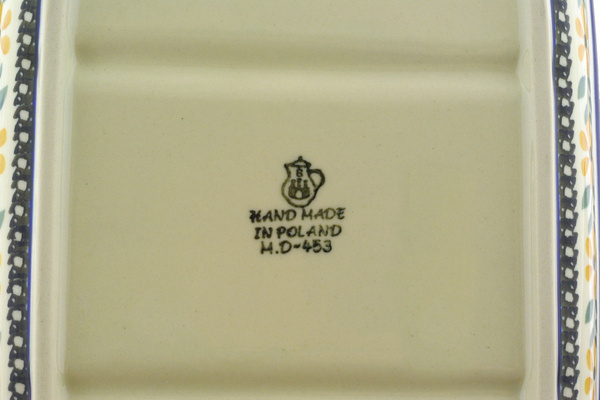 B
HAND MADE
IN POLAND
M.D-453